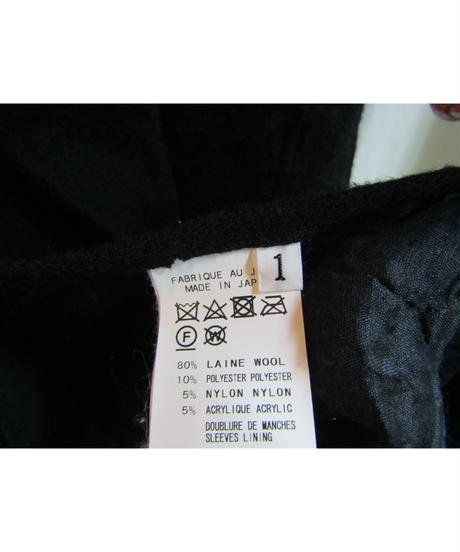 1
FABRIQUE AU J
MADE IN JAP
F W
80% LAINE WOOL
10% POLYESTER POLYESTER
5% NYLON NYLON
5% ACRYLIQUE ACRYLIC
DOUBLURE DE MANCHES
SLEEVES LINING